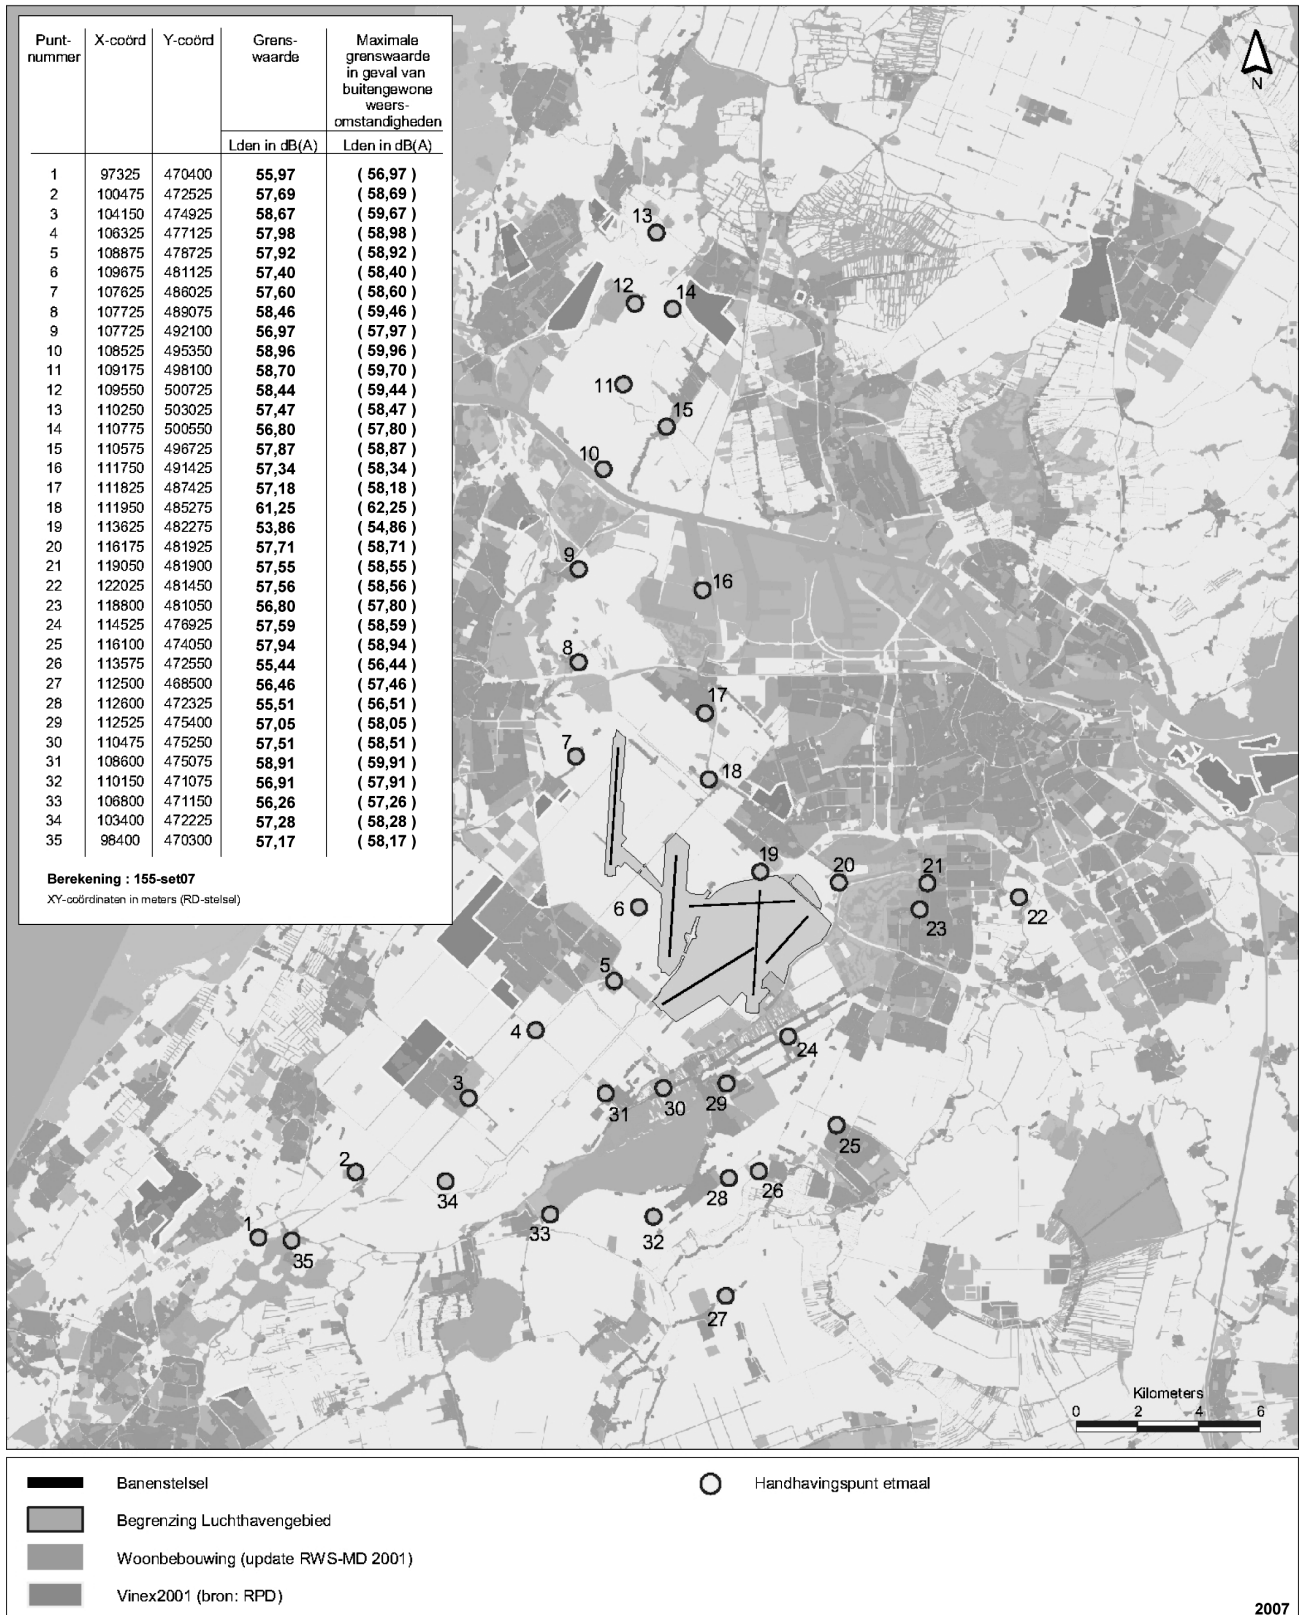 Punt- X-coörd Y-coörd Grens- Maximale
nummer waarde grenswaarde
in geval van
buitengewone
weers-
omstandigheden
Lden in dB(A) Lden in dB(A)
1 97325 470400 55,97 ( 56,97 )
2 100475 472525 57,69 ( 58,69 )
3 104150 474925 58,67 ( 59,67 )
4 106325 477125 57,98 ( 58,98 )
5 108875 478725 57,92 ( 58,92 )
6 109675 481125 57,40 ( 58,40 )
7 107625 486025 57,60 ( 58,60 )
8 107725 489075 58,46 ( 59,46 )
9 107725 492100 56,97 ( 57,97 )
10 108525 495350 58,96 ( 59,96 )
11 109175 498100 58,70 ( 59,70 )
12 109550 500725 58,44 ( 59,44 )
13 110250 503025 57,47 ( 58,47 )
14 110775 500550 56,80 ( 57,80 )
15 110575 496725 57,87 ( 58,87 )
16 111750 491425 57,34 ( 58,34 )
17 111825 487425 57,18 ( 58,18 )
18 111950 485275 61,25 ( 62,25 )
19 113625 482275 53,86 ( 54,86 )
20 116175 481925 57,71 ( 58,71 )
21 119050 481900 57,55 ( 58,55 )
22 122025 481450 57,56 ( 58,56 )
23 118800 481050 56,80 ( 57,80 )
24 114525 476925 57,59 ( 58,59 )
25 116100 474050 57,94 ( 58,94 )
26 113575 472550 55,44 ( 56,44 )
27 112500 468500 56,46 ( 57,46 )
28 112600 472325 55,51 ( 56,51 )
29 112525 475400 57,05 ( 58,05 )
30 110475 475250 57,51 ( 58,51 )
31 108600 475075 58,91 ( 59,91 )
32 110150 471075 56,91 ( 57,91 )
33 106800 471150 56,26 ( 57,26 )
34 103400 472225 57,28 ( 58,28 )
35 98400 470300 57,17 ( 58,17 )
Berekening : 155-set07
XY-coördinaten in meters (RD-stelsel)
N
13
12
14
11
15
10
9
16
8
17
7
18
19
20
21
22
6
23
5
4
24
3
31
30
29
25
2
34
28
26
1
35
33
32
27
Kilometers
0 2 4 6
Banenstelsel
Handhavingspunt etmaal
Begrenzing Luchthavengebied
Woonbebouwing (update RWS-MD 2001)
Vinex2001 (bron: RPD)
2007